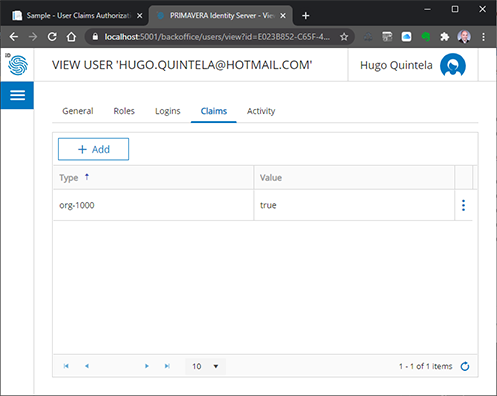 Sample - User Claims Authorizat
PRIMAVERA Identity Server - Vie
localhost:5001/backoffice/users/view?id=E023B852-C65F-4...
ID
VIEW USER 'HUGO.QUINTELA@HOTMAIL.COM'
Hugo Quintela
General
Roles
Logins
Claims
Activity
+ Add
Type
Value
org-1000
true
10
1 - 1 of 1 items